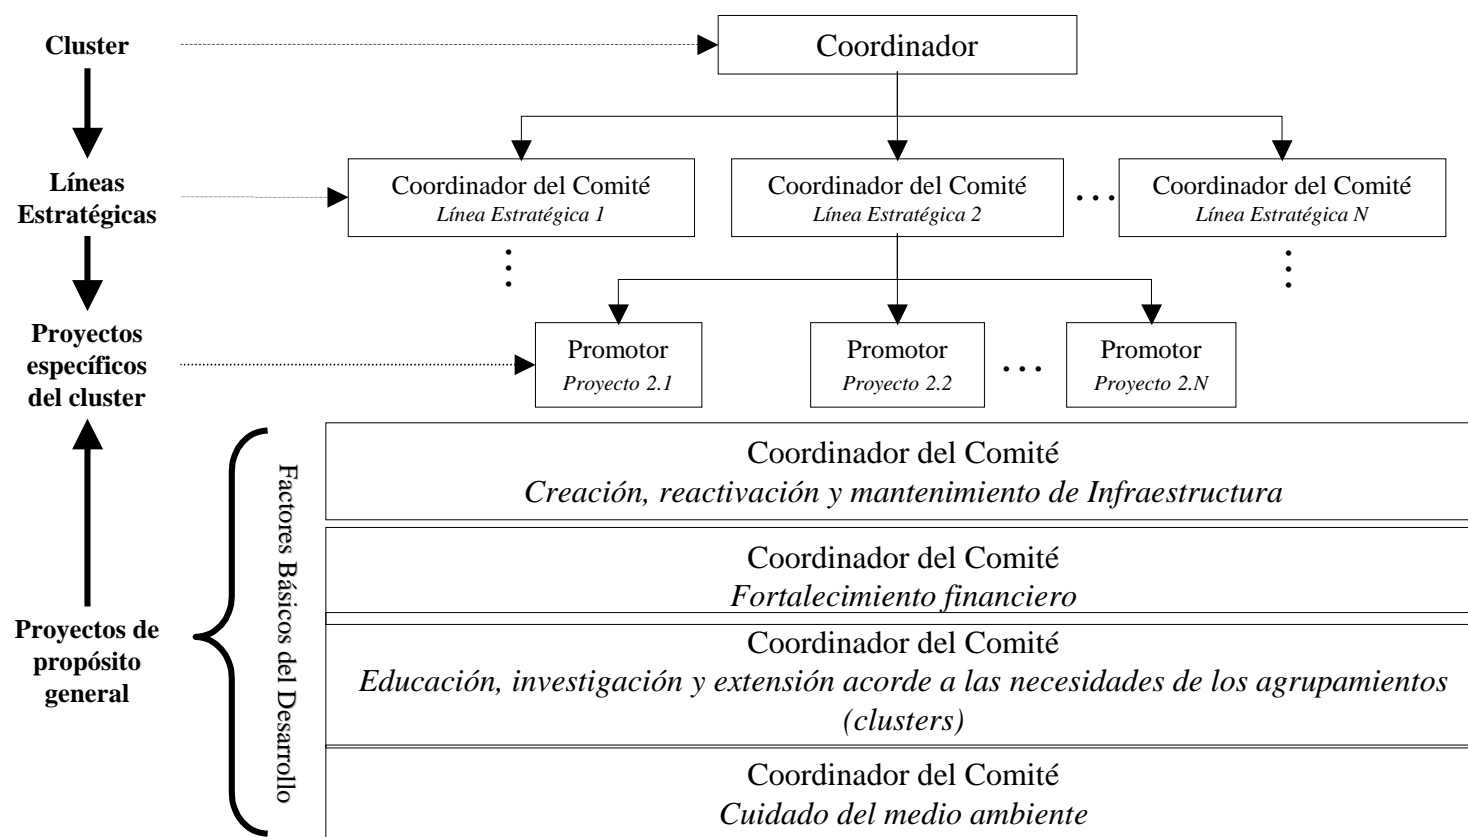 Cluster
Coordinador
Líneas
Estratégicas
Coordinador del Comité
Línea Estratégica 1
Coordinador del Comité
Línea Estratégica 2
...
Coordinador del Comité
Línea Estratégica N
Proyectos
específicos
del cluster
Promotor
Proyecto 2.1
Promotor
Proyecto 2.2
...
Promotor
Proyecto 2.N
Proyectos de
propósito
general
Factores Básicos del Desarrollo
Coordinador del Comité
Creación, reactivación y mantenimiento de Infraestructura
Coordinador del Comité
Fortalecimiento financiero
Coordinador del Comité
Educación, investigación y extensión acorde a las necesidades de los agrupamientos
(clusters)
Coordinador del Comité
Cuidado del medio ambiente